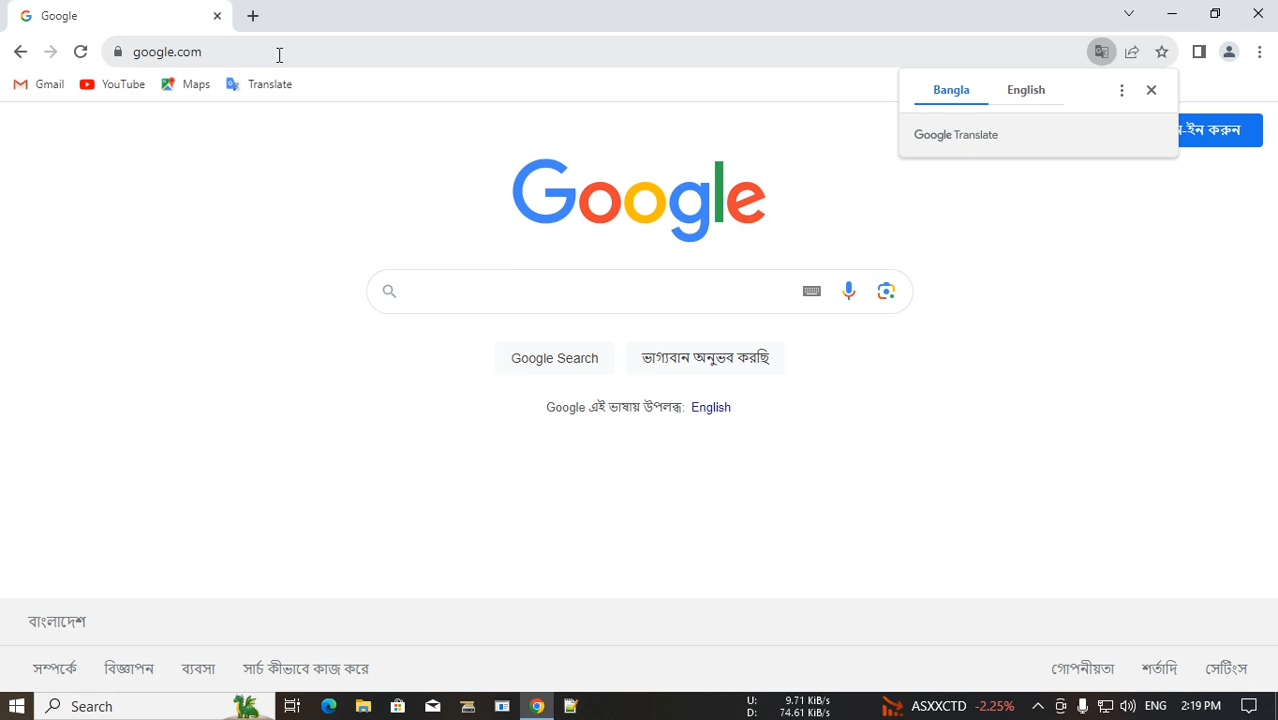 Google
google.com
Gmail YouTube Maps Translate
Bangla English
Google Translate
-ইন করুন
Google
Google Search ভাগ্যবান অনুভব করছি
Google এই ভাষায় উপলব্ধ: English
বাংলাদেশ
সম্পর্কে বিজ্ঞাপন ব্যবসা সার্চ কীভাবে কাজ করে গোপনীয়তা শর্তাদি সেটিংস
Search U: 9.71 KiB/s ASXXCTD -2.25% ENG 2:19 PM
D: 74.61 KiB/s